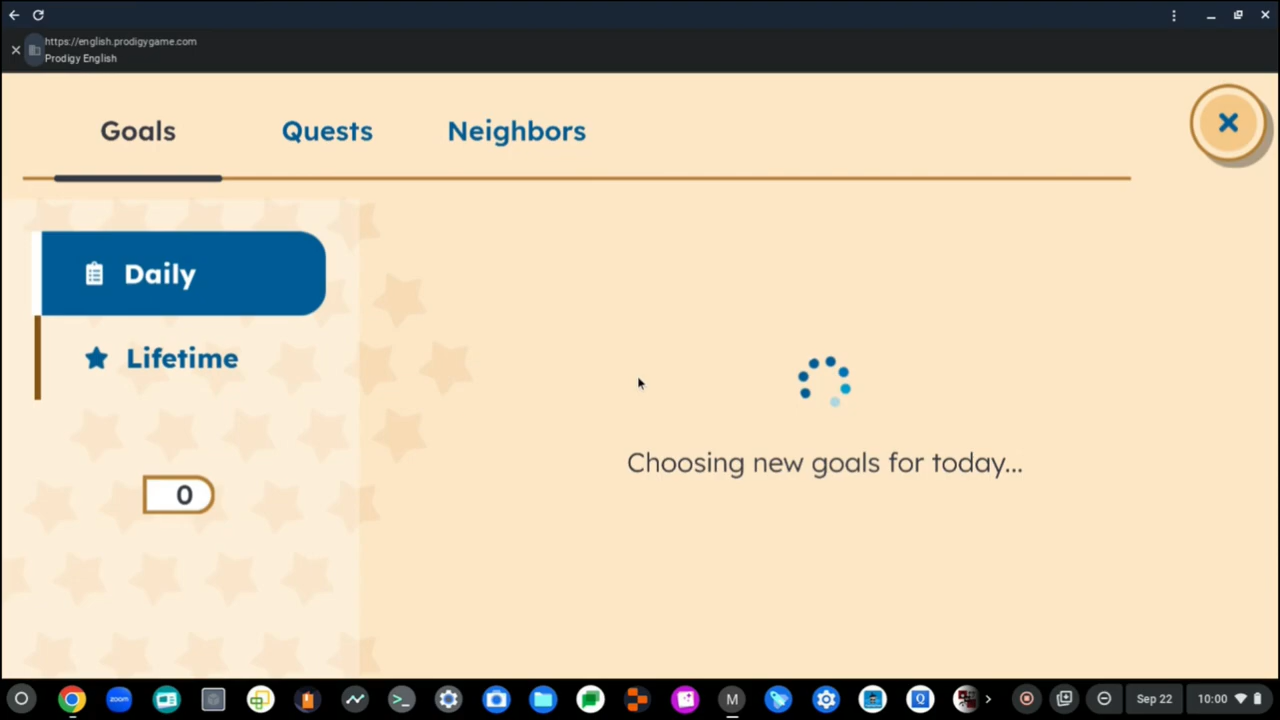 https://english.prodigygame.com
Prodigy English
Goals
Quests
Neighbors
Daily
Lifetime
0
Choosing new goals for today...
zoom
M
Q
Sep 22
10:00